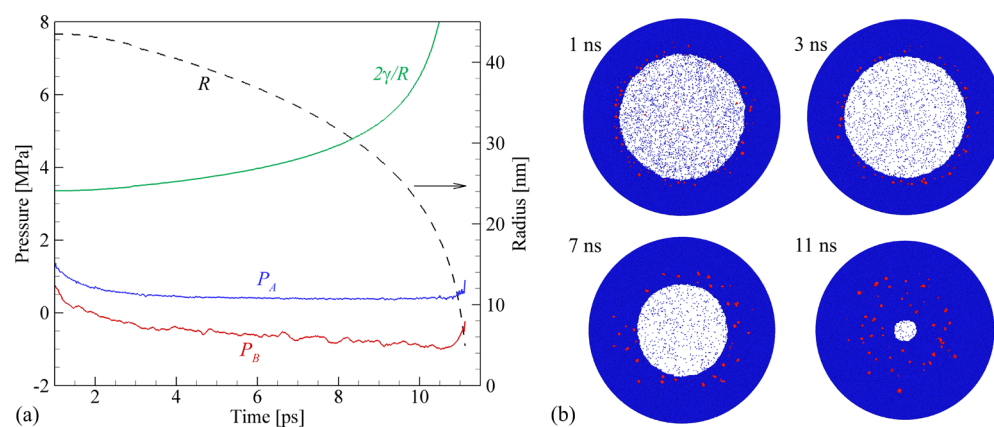 8
6
4
2
0
-2
Pressure [MPa]
R
2γ/R
P_A
P_B
2
4
6
8
10
Time [ps]
40
30
20
10
0
Radius [nm]
(a)
1 ns
3 ns
7 ns
11 ns
(b)